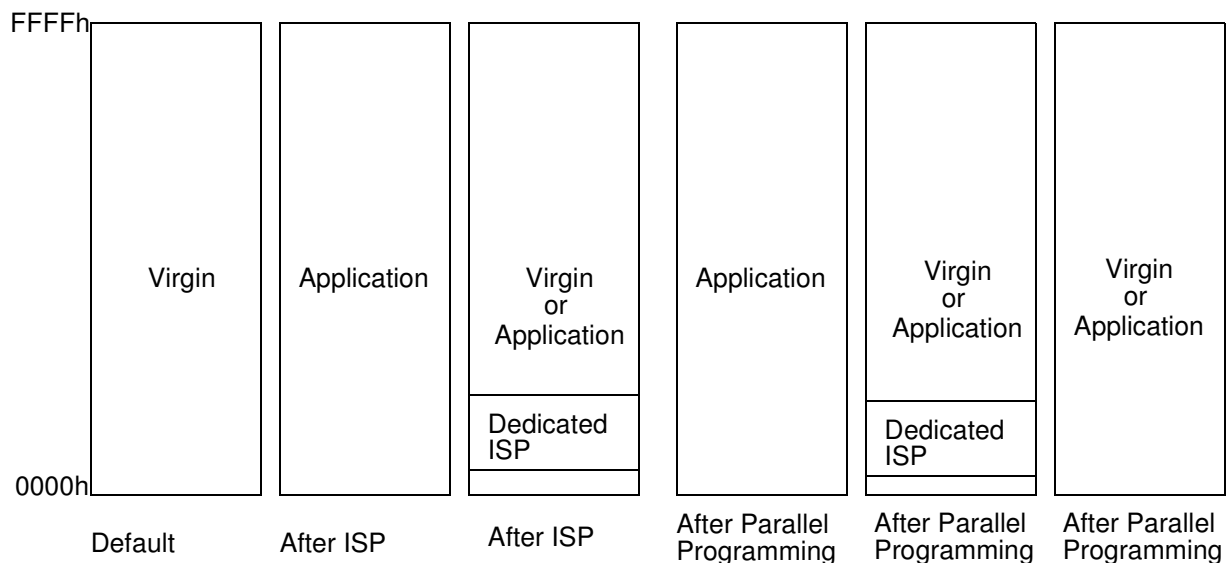 FFFFh
Virgin
Application
Virgin
or
Application
Dedicated
ISP
Application
Virgin
or
Application
Dedicated
ISP
Virgin
or
Application
0000h
Default
After ISP
After ISP
After Parallel
Programming
After Parallel
Programming
After Parallel
Programming